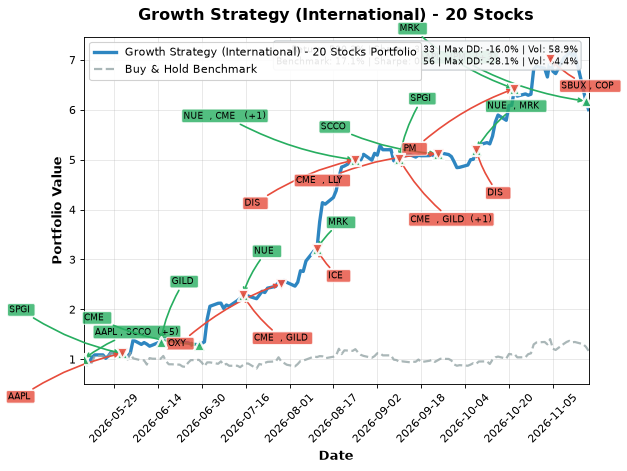 Growth Strategy (International) - 20 Stocks
MRK
Growth Strategy (International) - 20 Stocks Portfolio
Buy & Hold Benchmark
33 | Max DD: -16.0% | Vol: 58.9%
Benchmark: 17.1% | Sharpe: 0.56 | Max DD: -28.1% | Vol: 44.4%
SBUX , COP
SPGI
NUE , MRK
NUE , CME (+1)
SCCO
PM
CME , LLY
DIS
DIS
CME , GILD (+1)
MRK
NUE
ICE
GILD
SPGI
CME
AAPL , SCCO (+5)
OXY
CME , GILD
AAPL
Portfolio Value
7
6
5
4
3
2
1
2026-05-29
2026-06-14
2026-06-30
2026-07-16
2026-08-01
2026-08-17
2026-09-02
2026-09-18
2026-10-04
2026-10-20
2026-11-05
Date